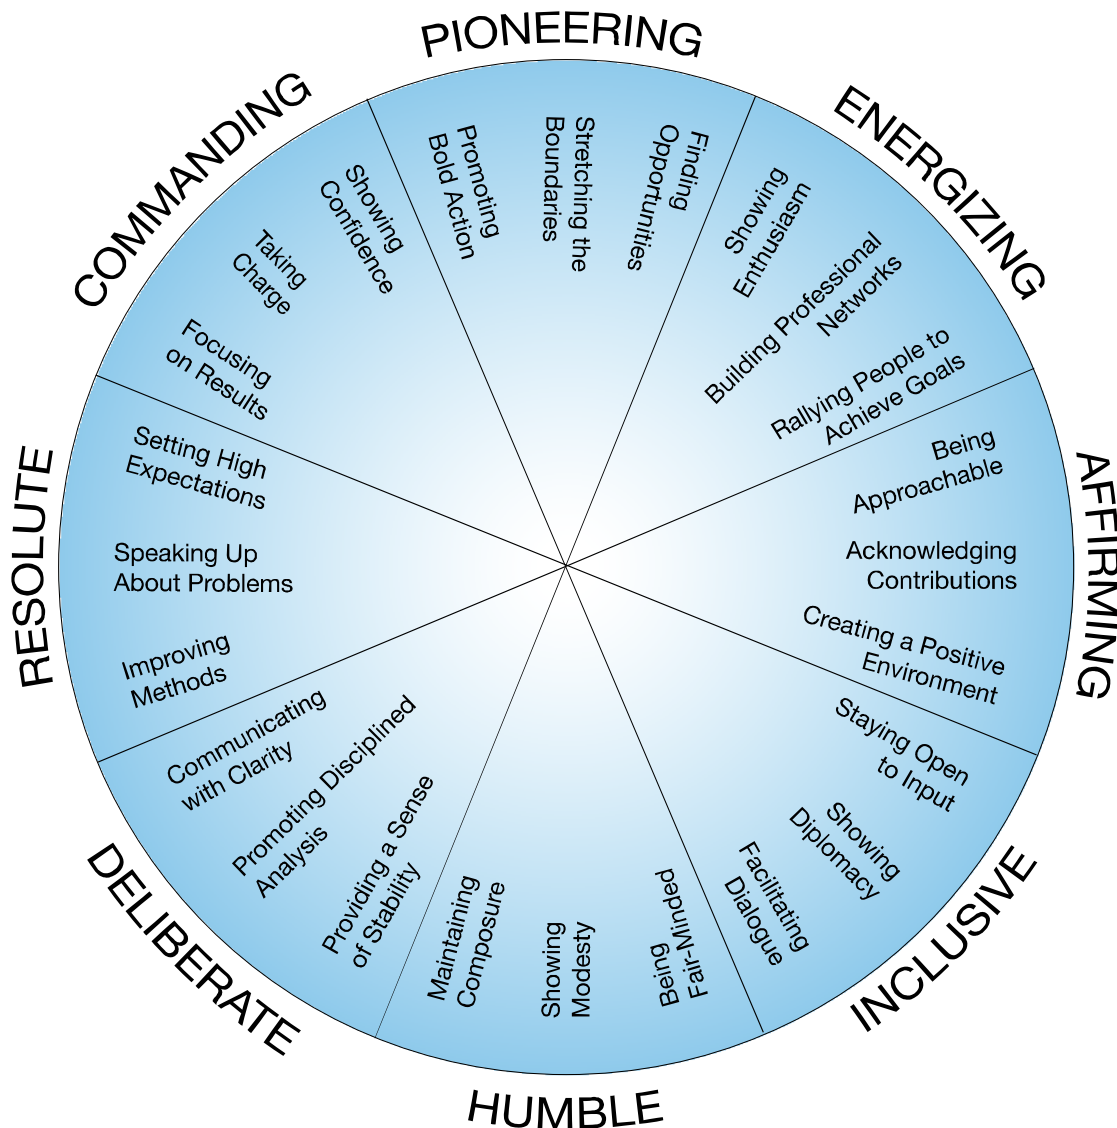 PIONEERING
Promoting
Bold Action
Stretching the
Boundaries
Finding
Opportunities
ENERGIZING
Showing
Enthusiasm
Building Professional
Networks
Rallying People to
Achieve Goals
AFFIRMING
Being
Approachable
Acknowledging
Contributions
Creating a Positive
Environment
INCLUSIVE
Staying Open
to Input
Showing
Diplomacy
Facilitating
Dialogue
HUMBLE
Being
Fair-Minded
Showing
Modesty
Maintaining
Composure
DELIBERATE
Providing a Sense
of Stability
Promoting Disciplined
Analysis
Communicating
with Clarity
RESOLUTE
Improving
Methods
Speaking Up
About Problems
Setting High
Expectations
COMMANDING
Focusing
on Results
Taking
Charge
Showing
Confidence